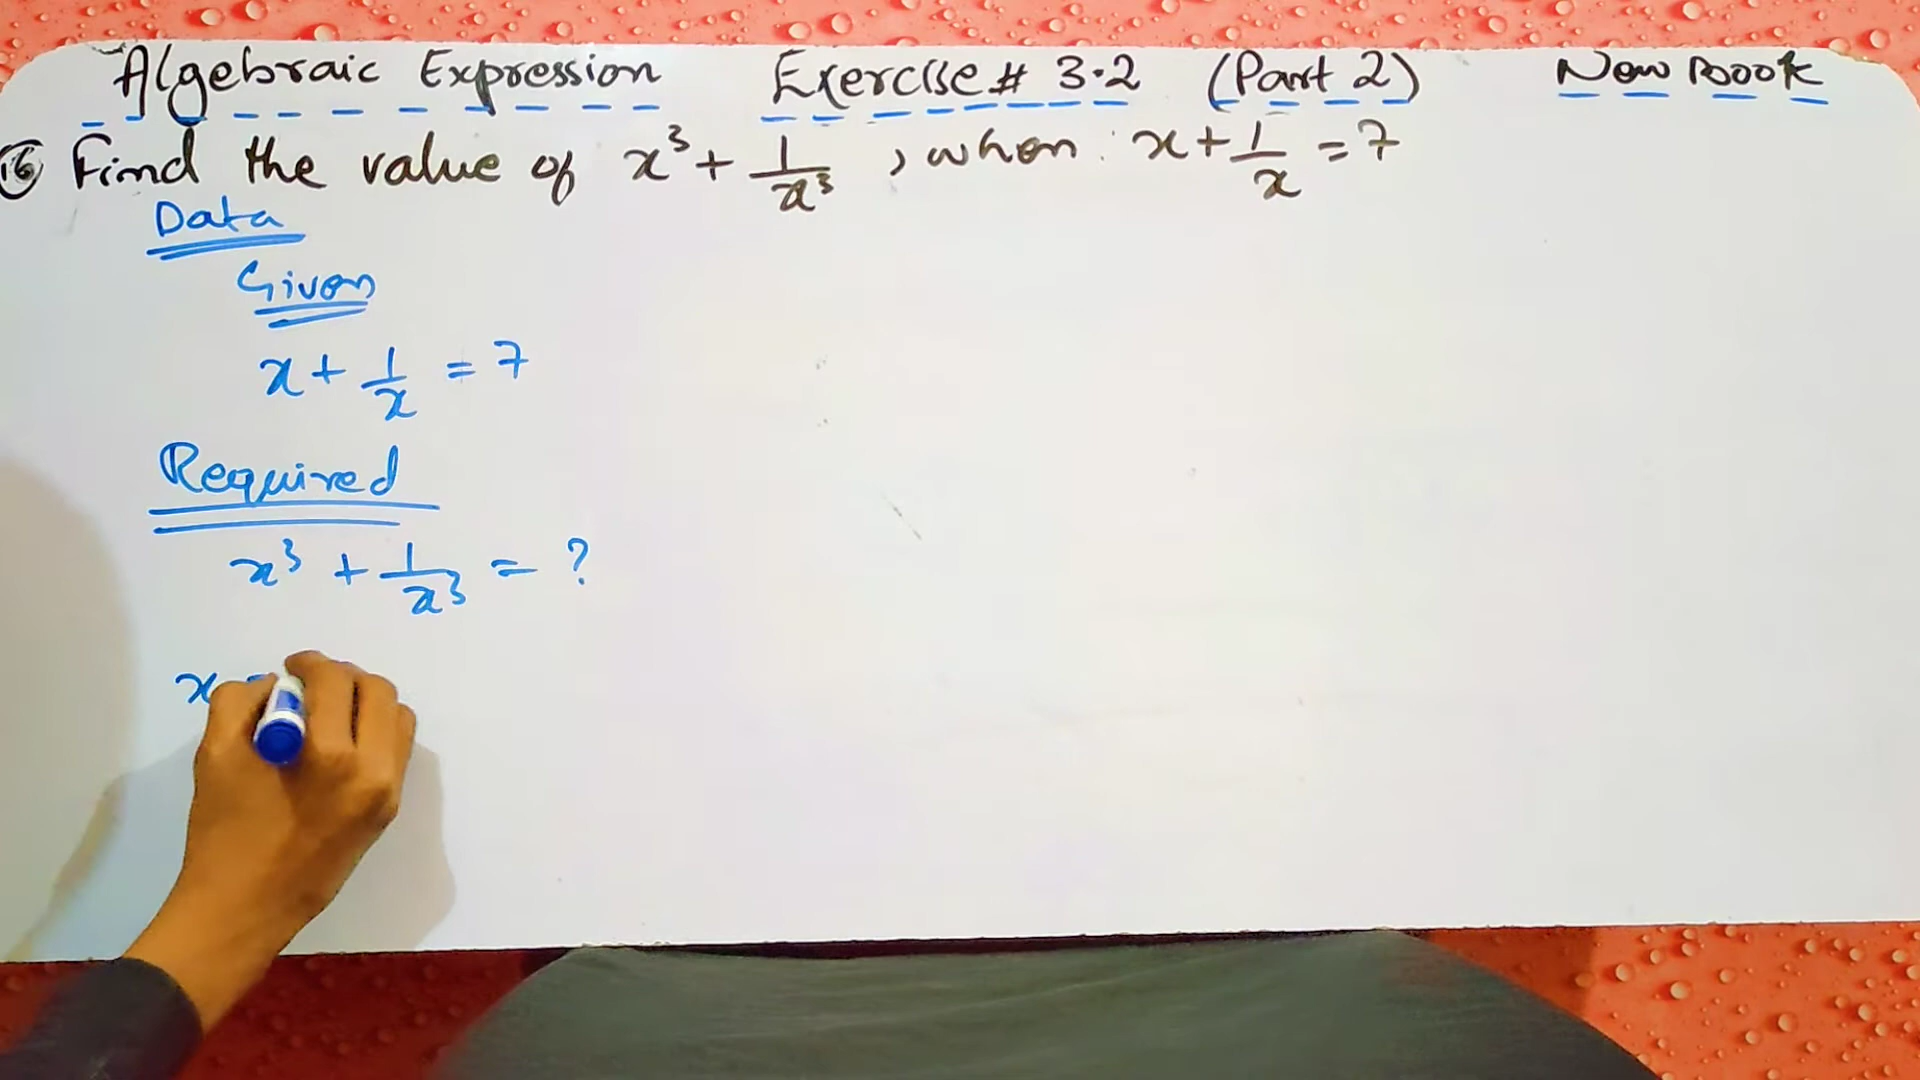 Algebraic Expression Exercise # 3.2 (Part 2) New Book
16 Find the value of x³ + 1/x³ , when x + 1/x = 7
Data
Given
x + 1/x = 7
Required
x³ + 1/x³ = ?
x